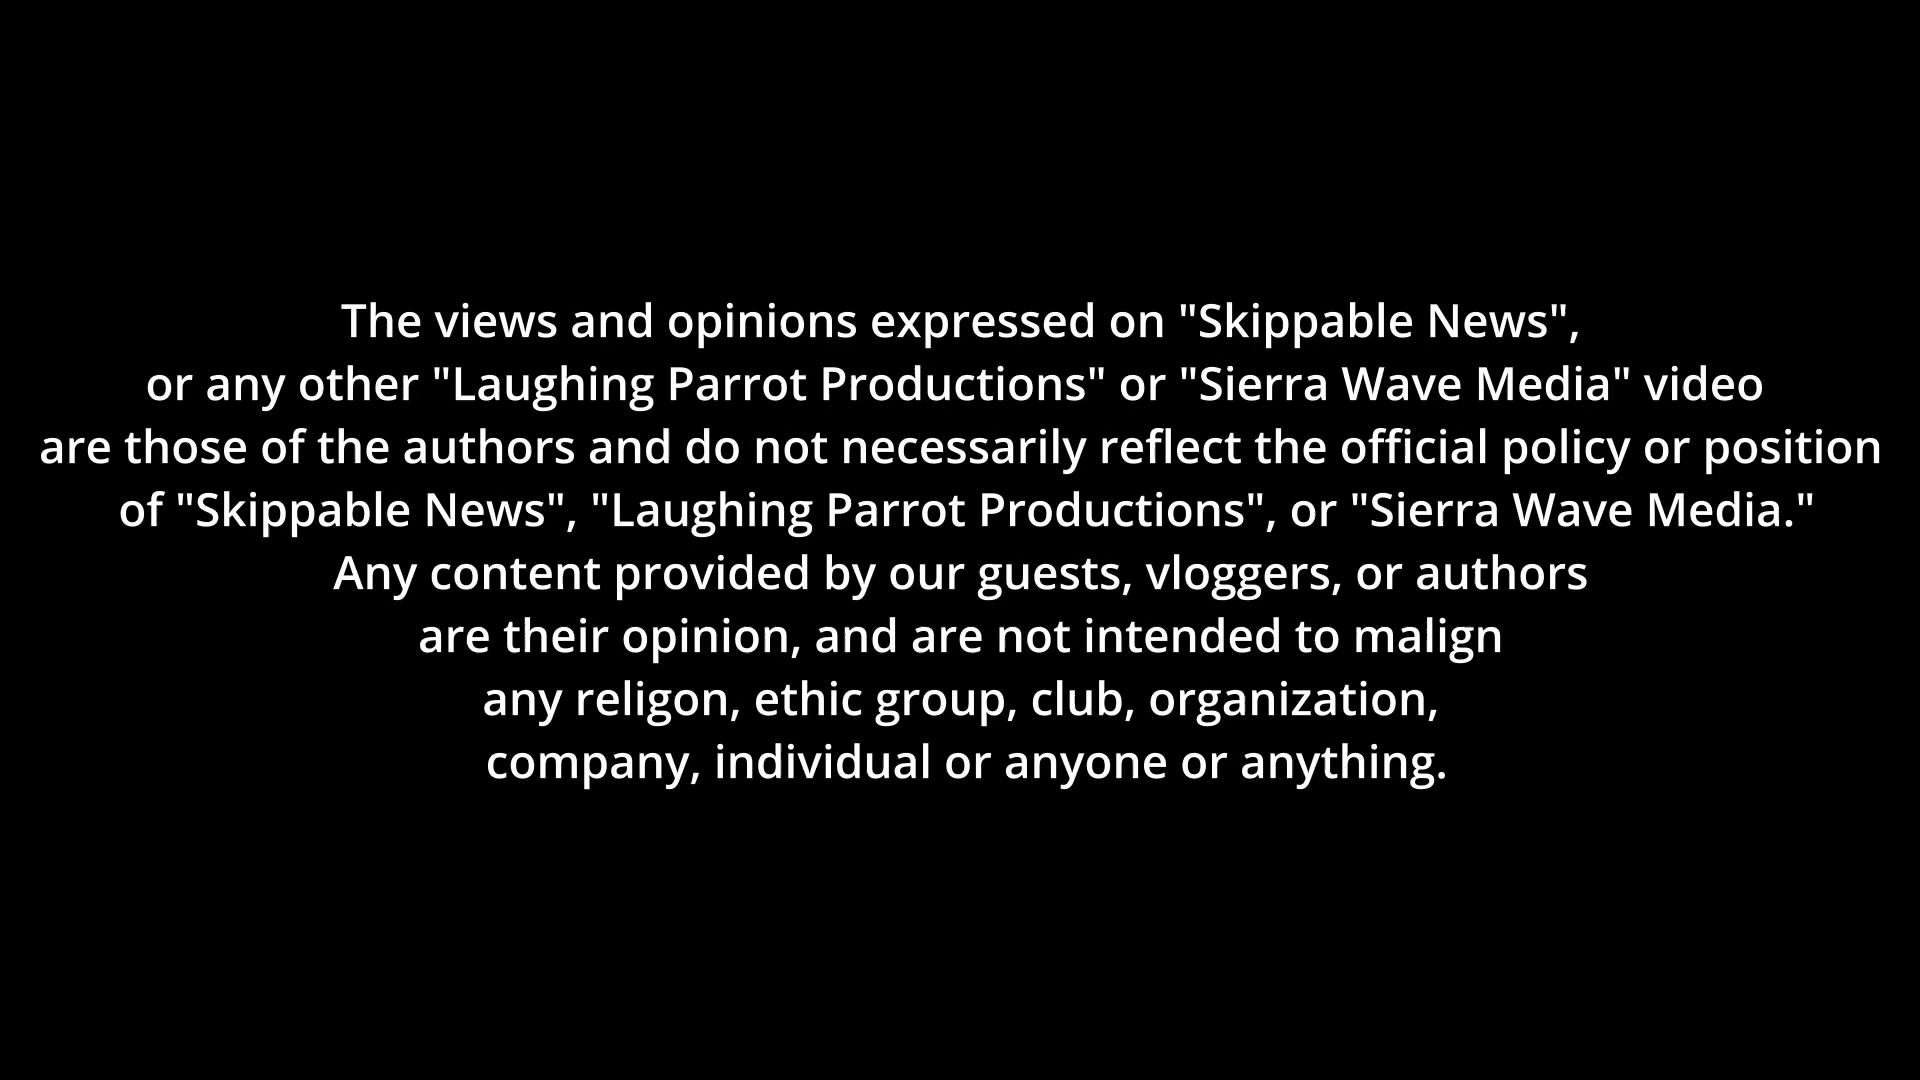 The views and opinions expressed on "Skippable News",
or any other "Laughing Parrot Productions" or "Sierra Wave Media" video
are those of the authors and do not necessarily reflect the official policy or position
of "Skippable News", "Laughing Parrot Productions", or "Sierra Wave Media."
Any content provided by our guests, vloggers, or authors
are their opinion, and are not intended to malign
any religon, ethic group, club, organization,
company, individual or anyone or anything.